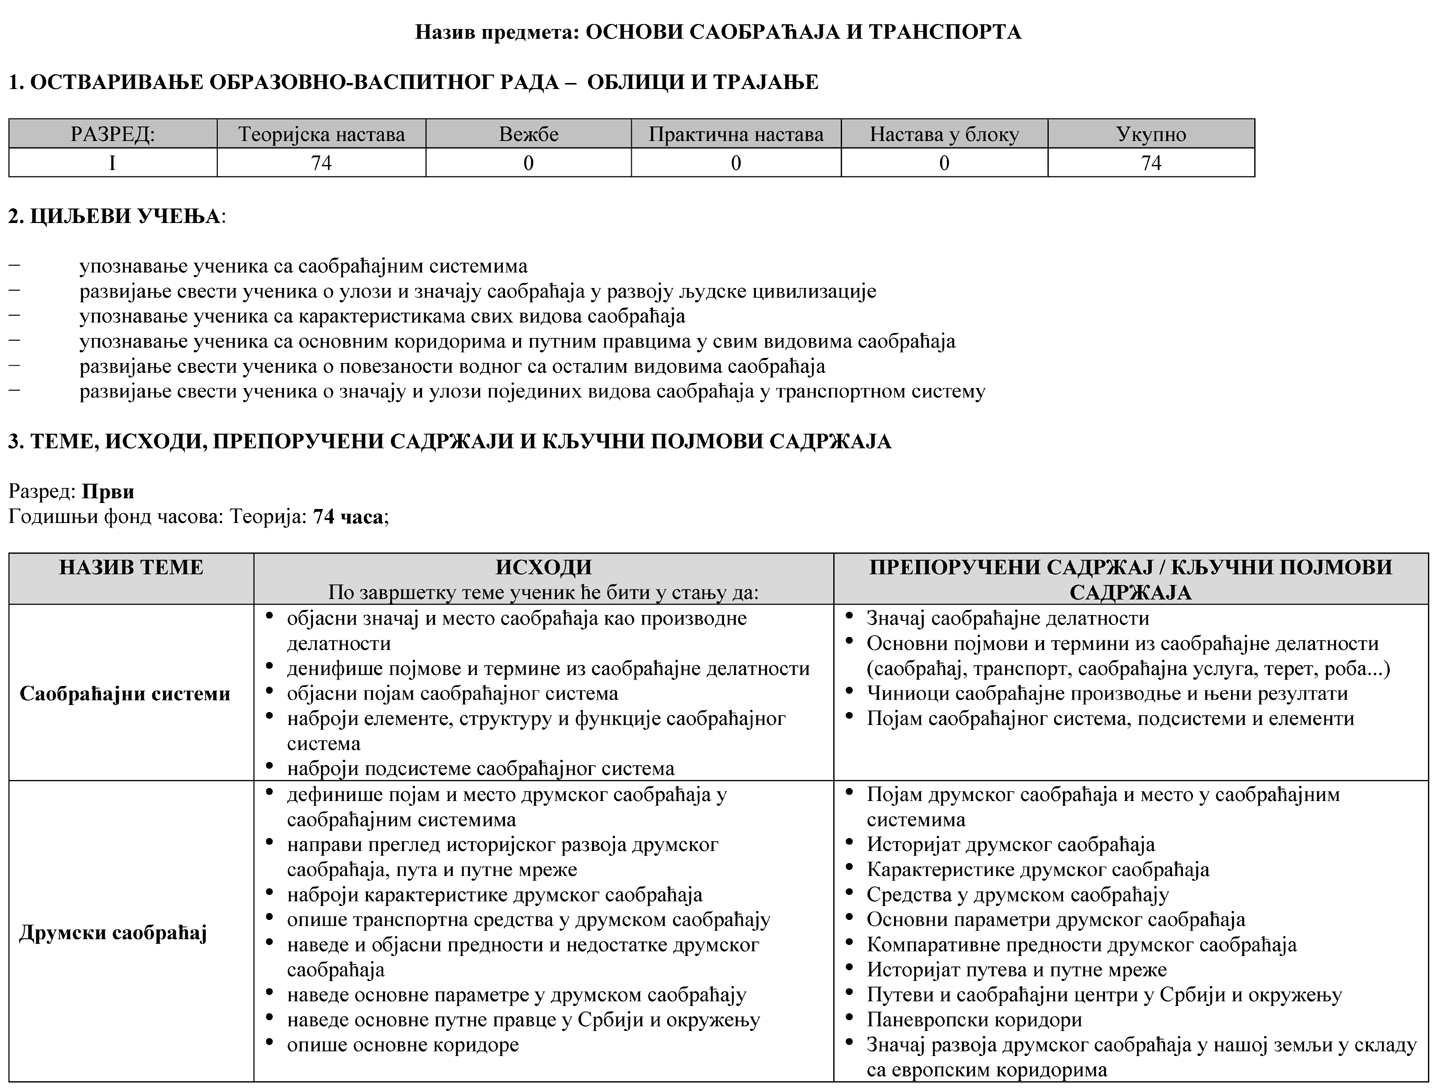 Назив предмета: ОСНОВИ САОБРАЋАЈА И ТРАНСПОРТА
1. ОСТВАРИВАЊЕ ОБРАЗОВНО-ВАСПИТНОГ РАДА – ОБЛИЦИ И ТРАЈАЊЕ
РАЗРЕД: Теоријска настава Вежбе Практична настава Настава у блоку Укупно
I 74 0 0 0 74
2. ЦИЉЕВИ УЧЕЊА:
− упознавање ученика са саобраћајним системима
− развијање свести ученика о улози и значају саобраћаја у развоју људске цивилизације
− упознавање ученика са карактеристикама свих видова саобраћаја
− упознавање ученика са основним коридорима и путним правцима у свим видовима саобраћаја
− развијање свести ученика о повезаности водног са осталим видовима саобраћаја
− развијање свести ученика о значају и улози појединих видова саобраћаја у транспортном систему
3. ТЕМЕ, ИСХОДИ, ПРЕПОРУЧЕНИ САДРЖАЈИ И КЉУЧНИ ПОЈМОВИ САДРЖАЈА
Разред: Први
Годишњи фонд часова: Теорија: 74 часа;
НАЗИВ ТЕМЕ
ИСХОДИ
По завршетку теме ученик ће бити у стању да:
ПРЕПОРУЧЕНИ САДРЖАЈ / КЉУЧНИ ПОЈМОВИ
САДРЖАЈА
Саобраћајни системи
• објасни значај и место саобраћаја као производне
делатности
• денифише појмове и термине из саобраћајне делатности
• објасни појам саобраћајног система
• наброји елементе, структуру и функције саобраћајног
система
• наброји подсистеме саобраћајног система
• Значај саобраћајне делатности
• Основни појмови и термини из саобраћајне делатности
(саобраћај, транспорт, саобраћајна услуга, терет, роба...)
• Чиниоци саобраћајне производње и њени резултати
• Појам саобраћајног система, подсистеми и елементи
Друмски саобраћај
• дефинише појам и место друмског саобраћаја у
саобраћајним системима
• направи преглед историјског развоја друмског
саобраћаја, пута и путне мреже
• наброји карактеристике друмског саобраћаја
• опише транспортна средства у друмском саобраћају
• наведе и објасни предности и недостатке друмског
саобраћаја
• наведе основне параметре у друмском саобраћају
• наведе основне путне правце у Србији и окружењу
• опише основне коридоре
• Појам друмског саобраћаја и место у саобраћајним
системима
• Историјат друмског саобраћаја
• Карактеристике друмског саобраћаја
• Средства у друмском саобраћају
• Основни параметри друмског саобраћаја
• Компаративне предности друмског саобраћаја
• Историјат путева и путне мреже
• Путеви и саобраћајни центри у Србији и окружењу
• Паневропски коридори
• Значај развоја друмског саобраћаја у нашој земљи у складу
са европским коридорима